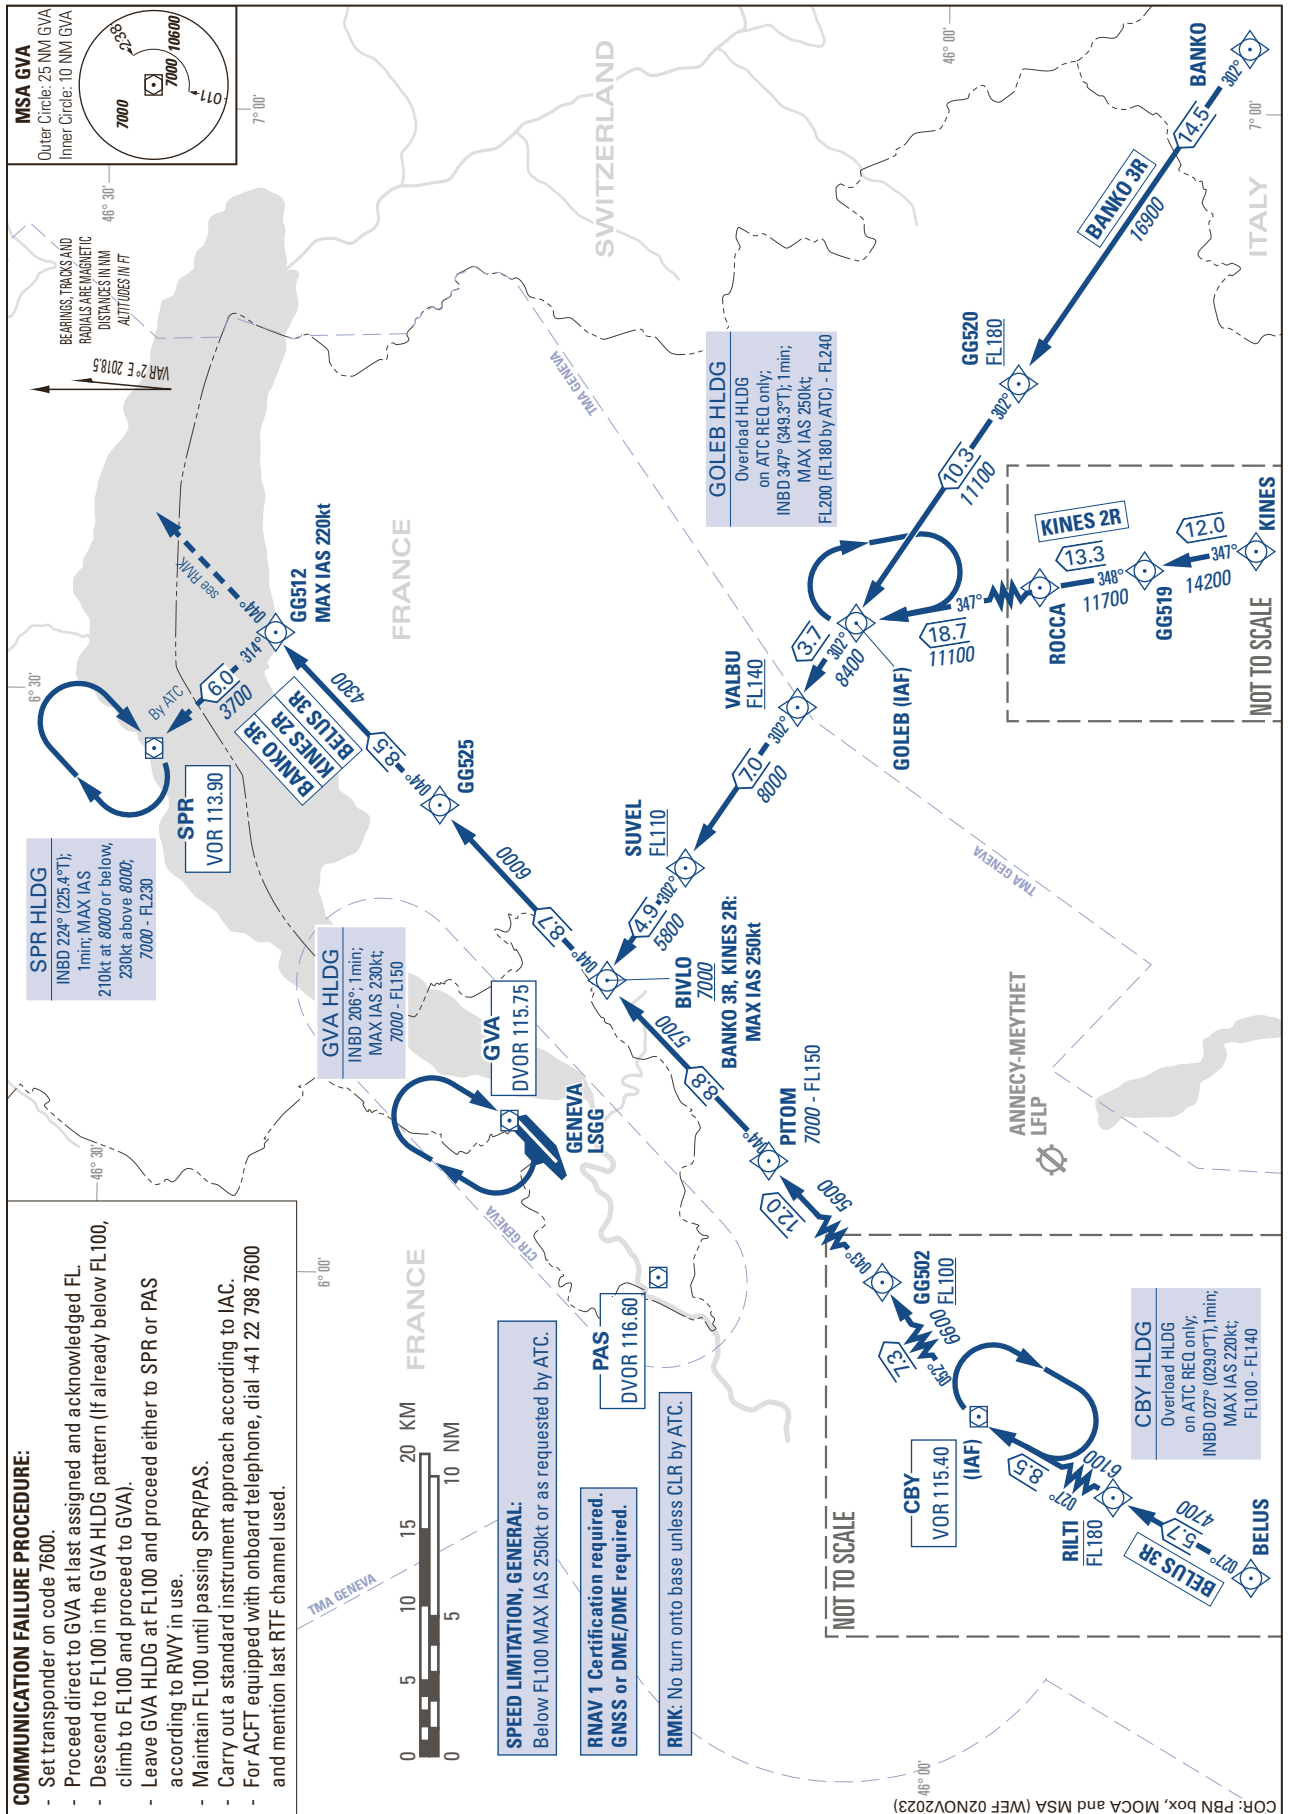 COMMUNICATION FAILURE PROCEDURE:
- Set transponder on code 7600.
- Proceed direct to GVA at last assigned and acknowledged FL.
- Descend to FL100 in the GVA HLDG pattern (If already below FL100,
climb to FL100 and proceed to GVA).
- Leave GVA HLDG at FL100 and proceed either to SPR or PAS
according to RWY in use.
- Maintain FL100 until passing SPR/PAS.
- Carry out a standard instrument approach according to IAC.
- For ACFT equipped with onboard telephone, dial +41 22 798 7600
and mention last RTF channel used.
46° 30'
6° 30'
46° 30'
7° 00'
6° 00'
46° 00'
46° 00'
7° 00'
MSA GVA
Outer Circle: 25 NM GVA
Inner Circle: 10 NM GVA
7000
238
7000
10600
011
BEARINGS, TRACKS AND
RADIALS ARE MAGNETIC
DISTANCES IN NM
ALTITUDES IN FT
VAR 2° E 2018.5
SPR HLDG
INBD 224° (225.4°T);
1min; MAX IAS
210kt at 8000 or below,
230kt above 8000;
7000 - FL230
SPR
VOR 113.90
By ATC
6.0
3700
314°
044°
see RMK
GG512
MAX IAS 220kt
BANKO 3R
KINES 2R
BELUS 3R
8.5
4300
044°
GG525
8.7
6000
044°
GVA HLDG
INBD 206°; 1min;
MAX IAS 230kt;
7000 - FL150
GVA
DVOR 115.75
GENEVA
LSGG
CTR GENEVA
FRANCE
FRANCE
SWITZERLAND
ITALY
TMA GENEVA
TMA GENEVA
TMA GENEVA
0 5 10 15 20 KM
0 5 10 NM
SPEED LIMITATION, GENERAL:
Below FL100 MAX IAS 250kt or as requested by ATC.
RNAV 1 Certification required.
GNSS or DME/DME required.
RMK: No turn onto base unless CLR by ATC.
PAS
DVOR 116.60
BIVLO
7000
BANKO 3R, KINES 2R:
MAX IAS 250kt
4.9
302°
5800
SUVEL
FL110
7.0
302°
8000
VALBU
FL140
3.7
302°
8400
GOLEB (IAF)
GOLEB HLDG
Overload HLDG
on ATC REQ only;
INBD 347° (349.3°T); 1min;
MAX IAS 250kt;
FL200 (FL180 by ATC) - FL240
10.3
302°
11100
GG520
FL180
BANKO 3R
14.5
302°
16900
BANKO
18.7
347°
11100
ROCCA
KINES 2R
13.3
348°
11700
GG519
12.0
347°
14200
KINES
NOT TO SCALE
8.8
5700
044°
PITOM
7000 - FL150
12.0
5600
043°
ANNECY-MEYTHET
LFLP
NOT TO SCALE
GG502
FL100
7.3
6600
052°
CBY
VOR 115.40
(IAF)
8.5
6100
027°
RILTI
FL180
5.7
4700
027°
BELUS 3R
BELUS
CBY HLDG
Overload HLDG
on ATC REQ only;
INBD 027° (029.0°T),1min;
MAX IAS 220kt;
FL100 - FL140
COR: PBN box, MOCA and MSA (WEF 02NOV2023)